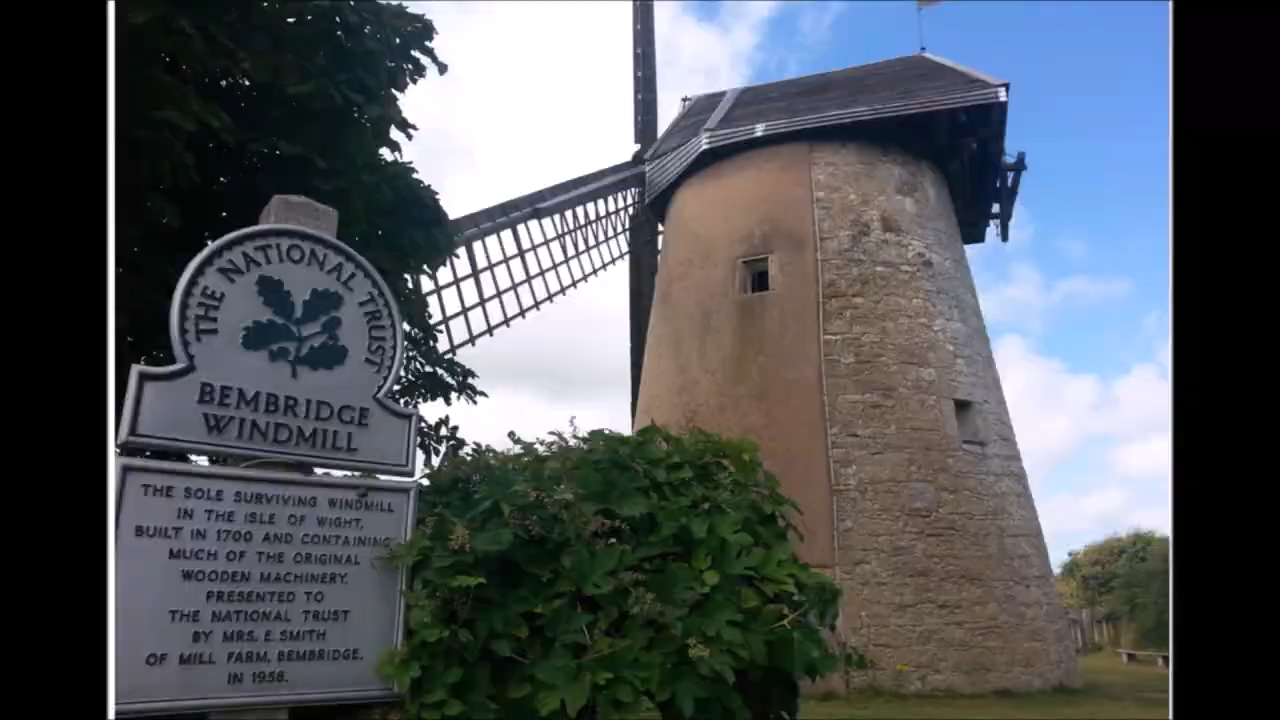 THE NATIONAL TRUST
BEMBRIDGE
WINDMILL
THE SOLE SURVIVING WINDMILL
IN THE ISLE OF WIGHT,
BUILT IN 1700 AND CONTAINING
MUCH OF THE ORIGINAL
WOODEN MACHINERY.
PRESENTED TO
THE NATIONAL TRUST
BY MRS. E. SMITH
OF MILL FARM, BEMBRIDGE.
IN 1958.